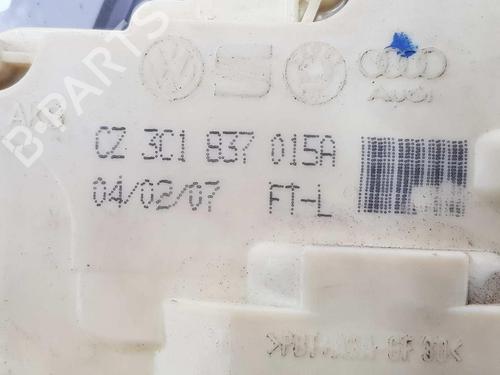 B-PARTS
AUDI
CZ 3C1 837 015A
04/02/07 FT-L